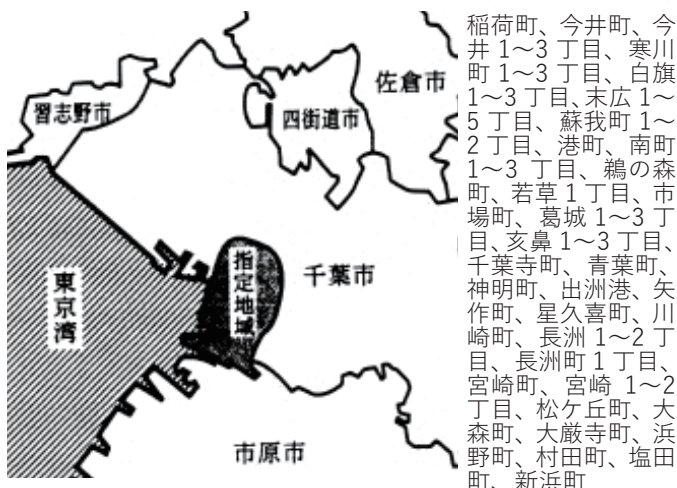 習志野市
四街道市
佐倉市
東京湾
指定地域
千葉市
市原市
稲荷町、今井町、今
井 1～3 丁目、寒川
町 1～3 丁目、白旗
1～3 丁目、末広 1～
5 丁目、蘇我町 1～
2 丁目、港町、南町
1～3 丁目、鵜の森
町、若草 1 丁目、市
場町、葛城 1～3 丁
目、亥鼻 1～3 丁目、
千葉寺町、青葉町、
神明町、出洲港、矢
作町、星久喜町、川
崎町、長洲 1～2 丁
目、長洲町 1 丁目、
宮崎町、宮崎 1～2
丁目、松ケ丘町、大
森町、大厳寺町、浜
野町、村田町、塩田
町、新浜町